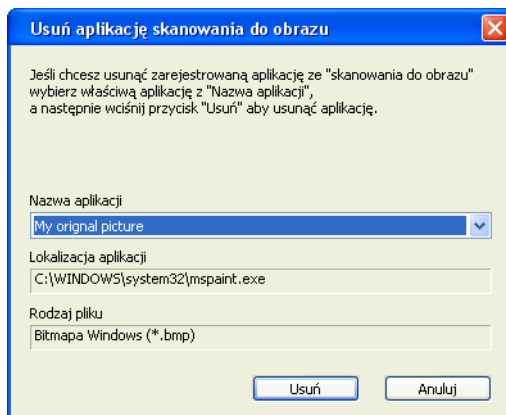 Usuń aplikację skanowania do obrazu
Jeśli chcesz usunąć zarejestrowaną aplikację ze "skanowania do obrazu"
wybierz właściwą aplikację z "Nazwa aplikacji",
a następnie wciśnij przycisk "Usuń" aby usunąć aplikację.
Nazwa aplikacji
My orignal picture
Lokalizacja aplikacji
C:\WINDOWS\system32\mspaint.exe
Rodzaj pliku
Bitmapa Windows (*.bmp)
Usuń Anuluj